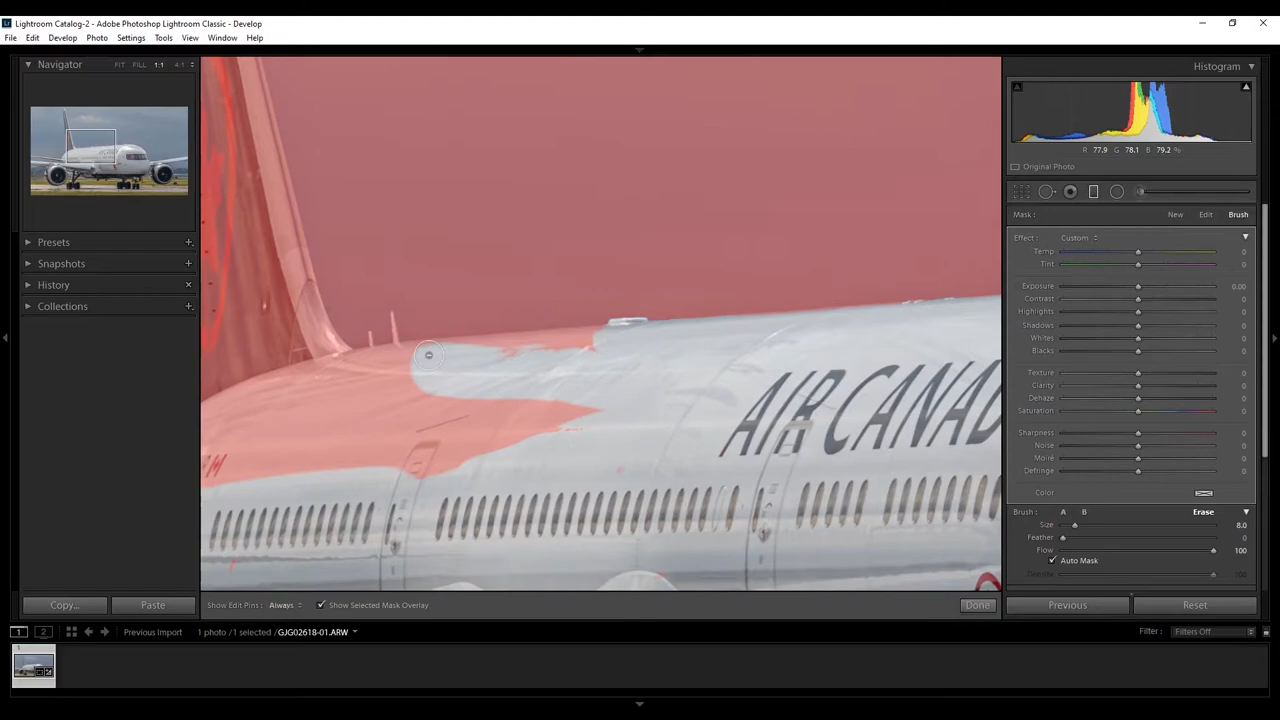 Lightroom Catalog-2 - Adobe Photoshop Lightroom Classic - Develop
File Edit Develop Photo Settings Tools View Window Help
Navigator FIT FILL 1:1 4:1
Presets
Snapshots
History
Collections
Copy... Paste
AIR CANAD
Histogram
R 77.9 G 78.1 B 79.2 %
Original Photo
Mask : New Edit Brush
Effect : Custom
Temp 0
Tint 0
Exposure 0.00
Contrast 0
Highlights 0
Shadows 0
Whites 0
Blacks 0
Texture 0
Clarity 0
Dehaze 0
Saturation 0
Sharpness 0
Noise 0
Moiré 0
Defringe 0
Color
Brush : A B Erase
Size 8.0
Feather 0
Flow 100
Auto Mask
100
Show Edit Pins : Always Show Selected Mask Overlay Done
Previous Reset
1 2 Previous Import 1 photo / 1 selected / GJG02618-01.ARW
Filter : Filters Off
1